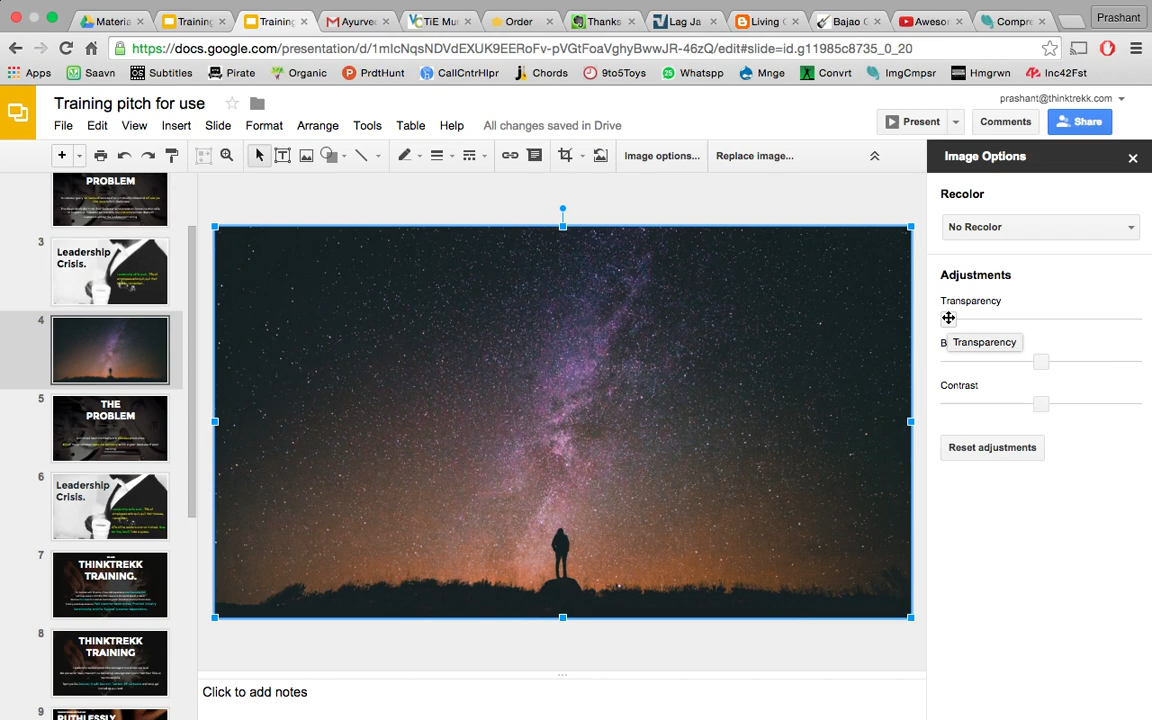 Materia
Training
Training
Ayurve
TiE Mu
Order
Thanks
Lag Ja
Living
Bajao
Aweso
Compre
Prashant
https://docs.google.com/presentation/d/1mIcNqsNDVdEXUK9EERoFv-pVGtFoaVghyBwwJR-46zQ/edit#slide=id.g11985c8735_0_20
Apps Saavn Subtitles Pirate Organic PrdtHunt CallCntrHlpr Chords 9to5Toys Whatspp Mnge Convrt ImgCmpsr Hmgrwn Inc42Fst
Training pitch for use
prashant@thinktrekk.com
File Edit View Insert Slide Format Arrange Tools Table Help All changes saved in Drive
Present Comments Share
Image options... Replace image...
Image Options
Recolor
No Recolor
Adjustments
Transparency
B
Transparency
Contrast
Reset adjustments
PROBLEM
3
Leadership
Crisis.
4
5
THE
PROBLEM
6
Leadership
Crisis.
7
THINKTREKK
TRAINING.
8
THINKTREKK
TRAINING
9
RUTHLESSLY
Click to add notes